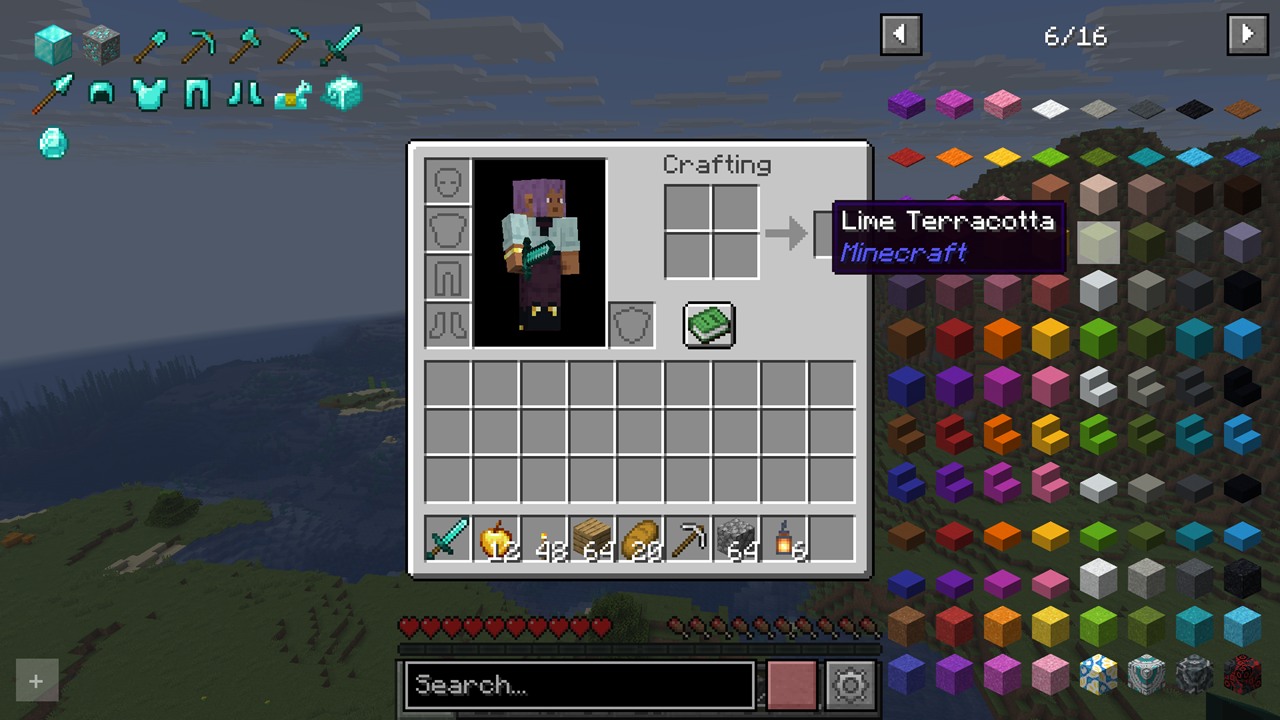 6/16
Crafting
Lime Terracotta
Minecraft
12 48 64 20 64 6
Search...
+